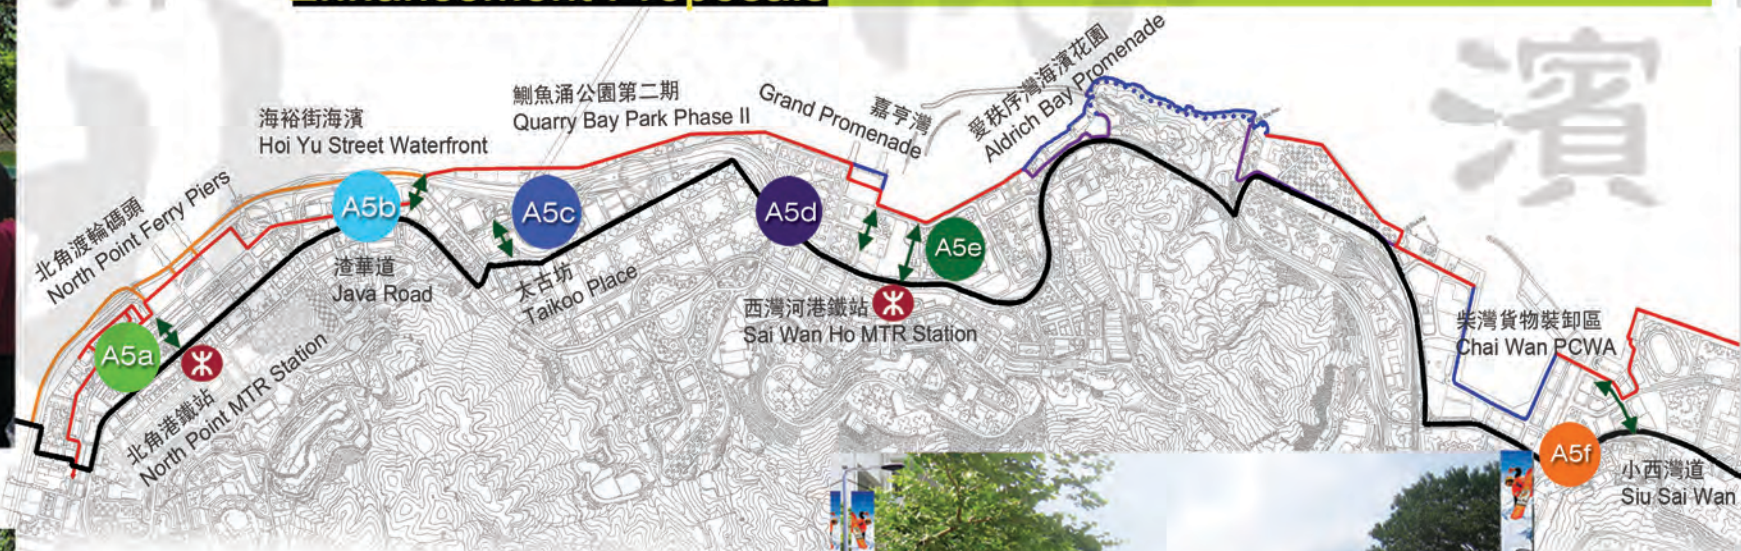 Enhancement Proposals
濱
海裕街海濱
Hoi Yu Street Waterfront
鰂魚涌公園第二期
Quarry Bay Park Phase II
Grand Promenade
嘉亨灣
愛秩序灣海濱花園
Aldrich Bay Promenade
北角渡輪碼頭
North Point Ferry Piers
A5a
A5b
A5c
A5d
A5e
A5f
渣華道
Java Road
太古坊
Taikoo Place
西灣河港鐵站
Sai Wan Ho MTR Station
北角港鐵站
North Point MTR Station
柴灣貨物裝卸區
Chai Wan PCWA
小西灣道
Siu Sai Wan